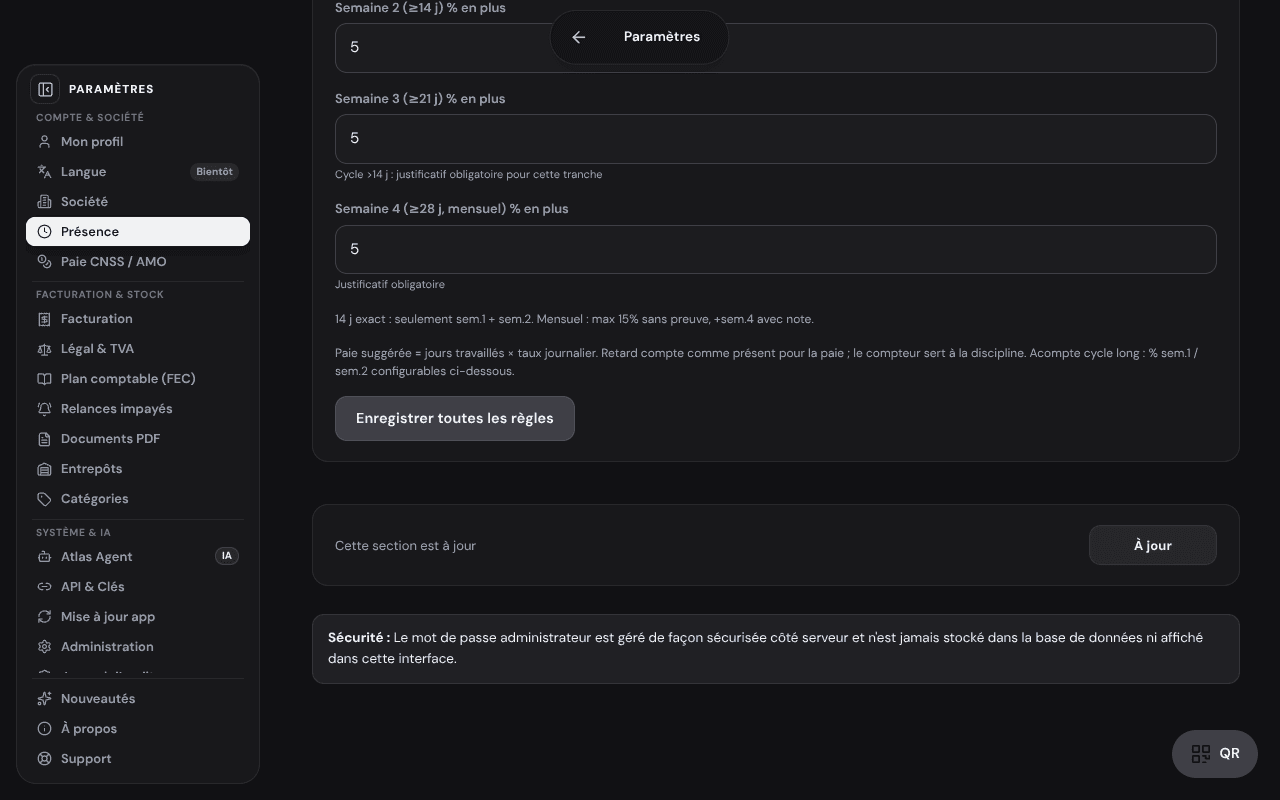 Paramètres
PARAMÈTRES
COMPTE & SOCIÉTÉ
Mon profil
Langue
Bientôt
Société
Présence
Paie CNSS / AMO
FACTURATION & STOCK
Facturation
Légal & TVA
Plan comptable (FEC)
Relances impayés
Documents PDF
Entrepôts
Catégories
SYSTÈME & IA
Atlas Agent
IA
API & Clés
Mise à jour app
Administration
Nouveautés
À propos
Support
Semaine 2 (≥14 j) % en plus
5
Semaine 3 (≥21 j) % en plus
5
Cycle >14 j : justificatif obligatoire pour cette tranche
Semaine 4 (≥28 j, mensuel) % en plus
5
Justificatif obligatoire
14 j exact : seulement sem.1 + sem.2. Mensuel : max 15% sans preuve, +sem.4 avec note.
Paie suggérée = jours travaillés × taux journalier. Retard compte comme présent pour la paie ; le compteur sert à la discipline. Acompte cycle long : % sem.1 /
sem.2 configurables ci-dessous.
Enregistrer toutes les règles
Cette section est à jour
À jour
Sécurité : Le mot de passe administrateur est géré de façon sécurisée côté serveur et n'est jamais stocké dans la base de données ni affiché
dans cette interface.
QR